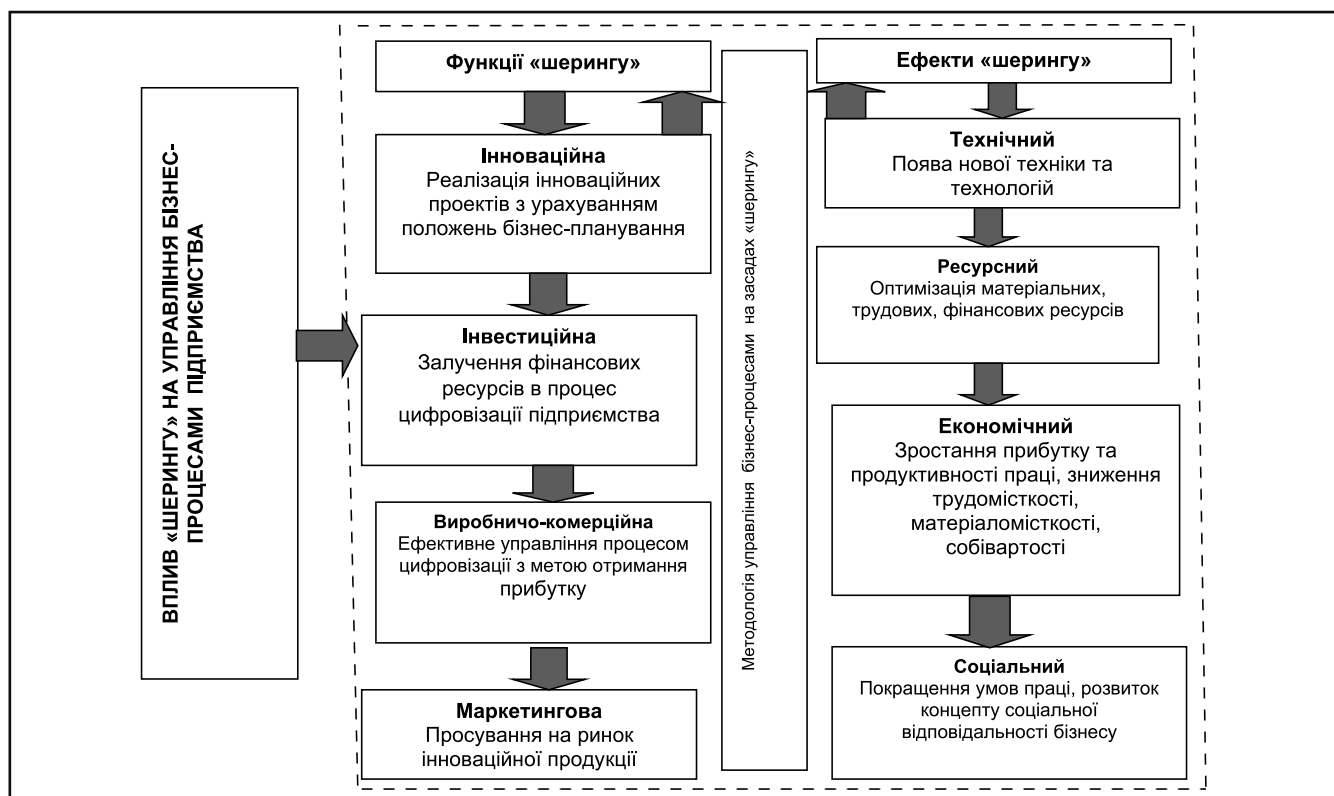 ВПЛИВ «ШЕРИНГУ» НА УПРАВЛІННЯ БІЗНЕС-
ПРОЦЕСАМИ ПІДПРИЄМСТВА
Функції «шерингу»
Інноваційна
Реалізація інноваційних
проектів з урахуванням
положень бізнес-планування
Інвестиційна
Залучення фінансових
ресурсів в процес
цифровізації підприємства
Виробничо-комерційна
Ефективне управління процесом
цифровізації з метою отримання
прибутку
Маркетингова
Просування на ринок
інноваційної продукції
Методологія управління бізнес-процесами на засадах «шерингу»
Ефекти «шерингу»
Технічний
Поява нової техніки та
технологій
Ресурсний
Оптимізація матеріальних,
трудових, фінансових ресурсів
Економічний
Зростання прибутку та
продуктивності праці, зниження
трудомісткості,
матеріаломісткості,
собівартості
Соціальний
Покращення умов праці, розвиток
концепту соціальної
відповідальності бізнесу